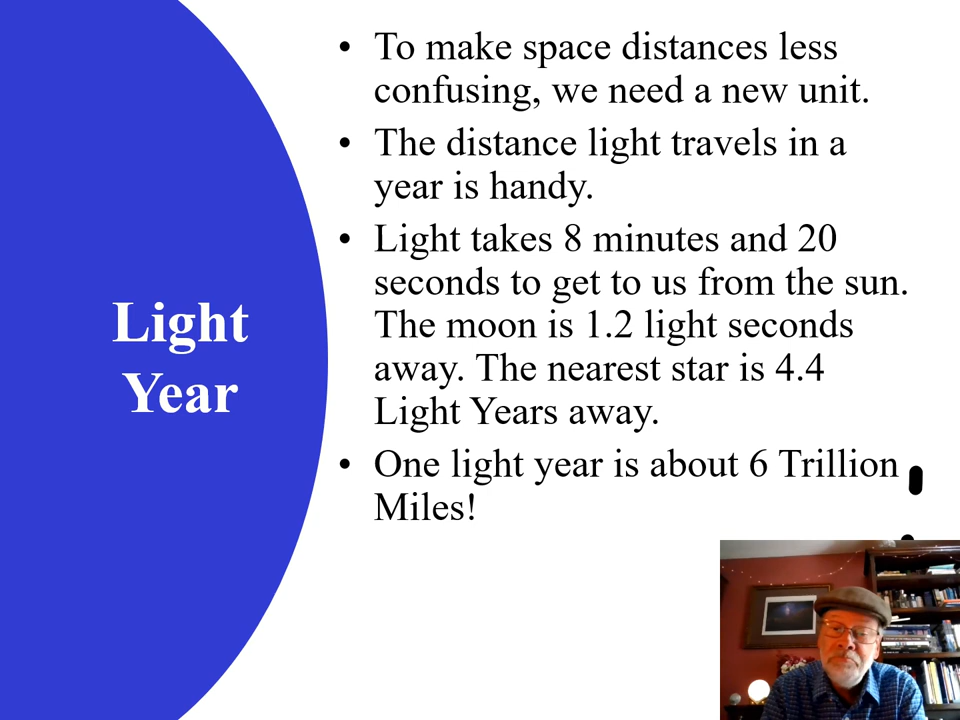 Light
Year
• To make space distances less
confusing, we need a new unit.
• The distance light travels in a
year is handy.
• Light takes 8 minutes and 20
seconds to get to us from the sun.
The moon is 1.2 light seconds
away. The nearest star is 4.4
Light Years away.
• One light year is about 6 Trillion
Miles!